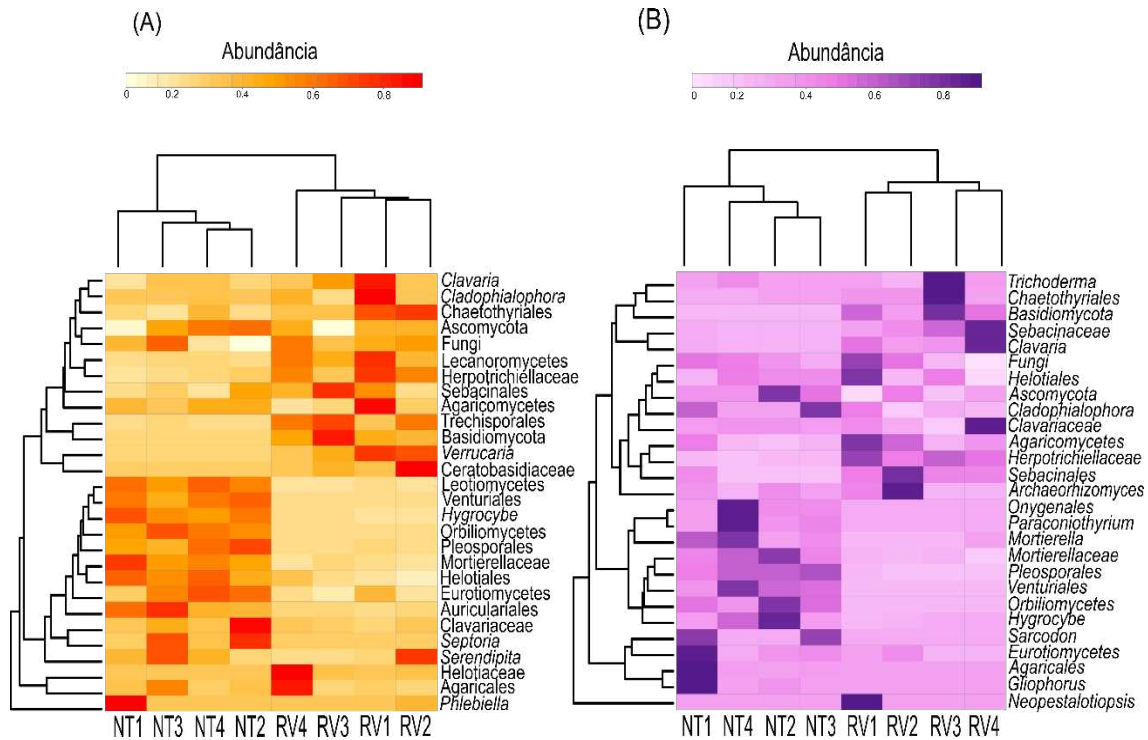 (A)
Abundância
0 0.2 0.4 0.6 0.8
Clavaria
Cladophialophora
Chaetothyriales
Ascomycota
Fungi
Lecanoromycetes
Herpotrichiellaceae
Sebacinales
Agaricomycetes
Trechisporales
Basidiomycota
Verrucaria
Ceratobasidiaceae
Leotiomycetes
Venturiales
Hygrocybe
Orbiliomycetes
Pleosporales
Mortierellaceae
Helotiales
Eurotiomycetes
Auriculariales
Clavariaceae
Septoria
Serendipita
Helotiaceae
Agaricales
Phlebiella
NT1 NT3 NT4 NT2 RV4 RV3 RV1 RV2
(B)
Abundância
0 0.2 0.4 0.6 0.8
Trichoderma
Chaetothyriales
Basidiomycota
Sebacinaceae
Clavaria
Fungi
Helotiales
Ascomycota
Cladophialophora
Clavariaceae
Agaricomycetes
Herpotrichiellaceae
Sebacinales
Archaeorhizomyces
Onygenales
Paraconiothyrium
Mortierella
Mortierellaceae
Pleosporales
Venturiales
Orbiliomycetes
Hygrocybe
Sarcodon
Eurotiomycetes
Agaricales
Gliophorus
Neopestalotiopsis
NT1 NT4 NT2 NT3 RV1 RV2 RV3 RV4